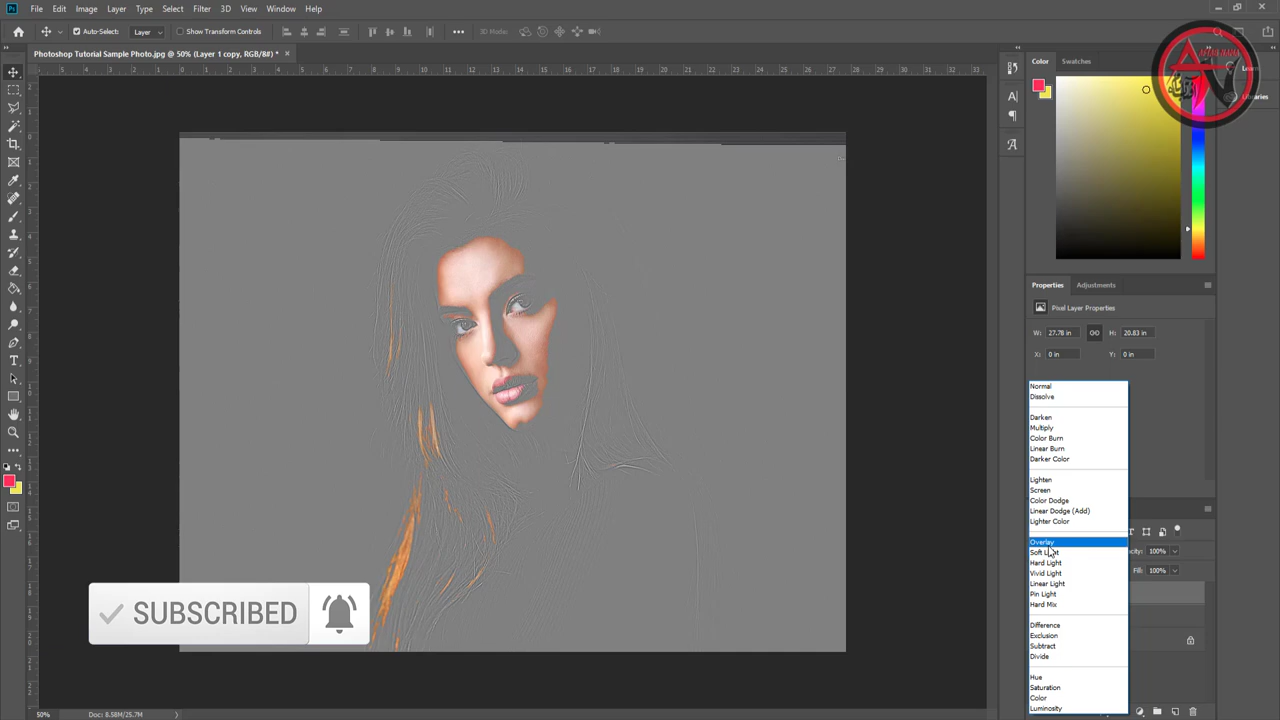 Ps File Edit Image Layer Type Select Filter 3D View Window Help
Auto-Select: Layer Show Transform Controls 3D Mode:
Photoshop Tutorial Sample Photo.jpg @ 50% (Layer 1 copy, RGB/8#) *
Color Swatches
Learn
Libraries
Properties Adjustments
Pixel Layer Properties
W: 27.78 in H: 20.83 in
X: 0 in Y: 0 in
Normal
Dissolve
Darken
Multiply
Color Burn
Linear Burn
Darker Color
Lighten
Screen
Color Dodge
Linear Dodge (Add)
Lighter Color
Overlay
Soft Light
Hard Light
Vivid Light
Linear Light
Pin Light
Hard Mix
Difference
Exclusion
Subtract
Divide
Hue
Saturation
Color
Luminosity
100%
Fill: 100%
SUBSCRIBED
50% Doc: 8.58M/25.7M